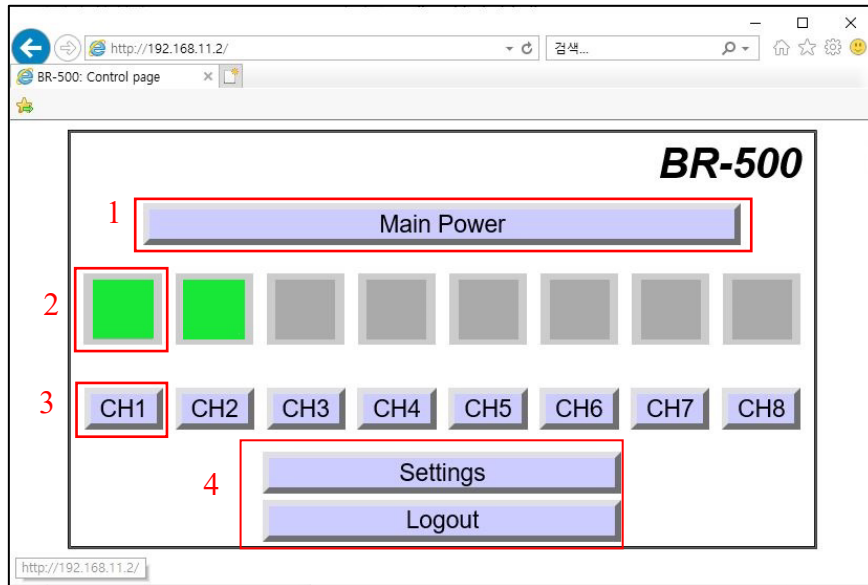 http://192.168.11.2/
검색...
BR-500: Control page
BR-500
1
Main Power
2
3
CH1 CH2 CH3 CH4 CH5 CH6 CH7 CH8
4
Settings
Logout
http://192.168.11.2/